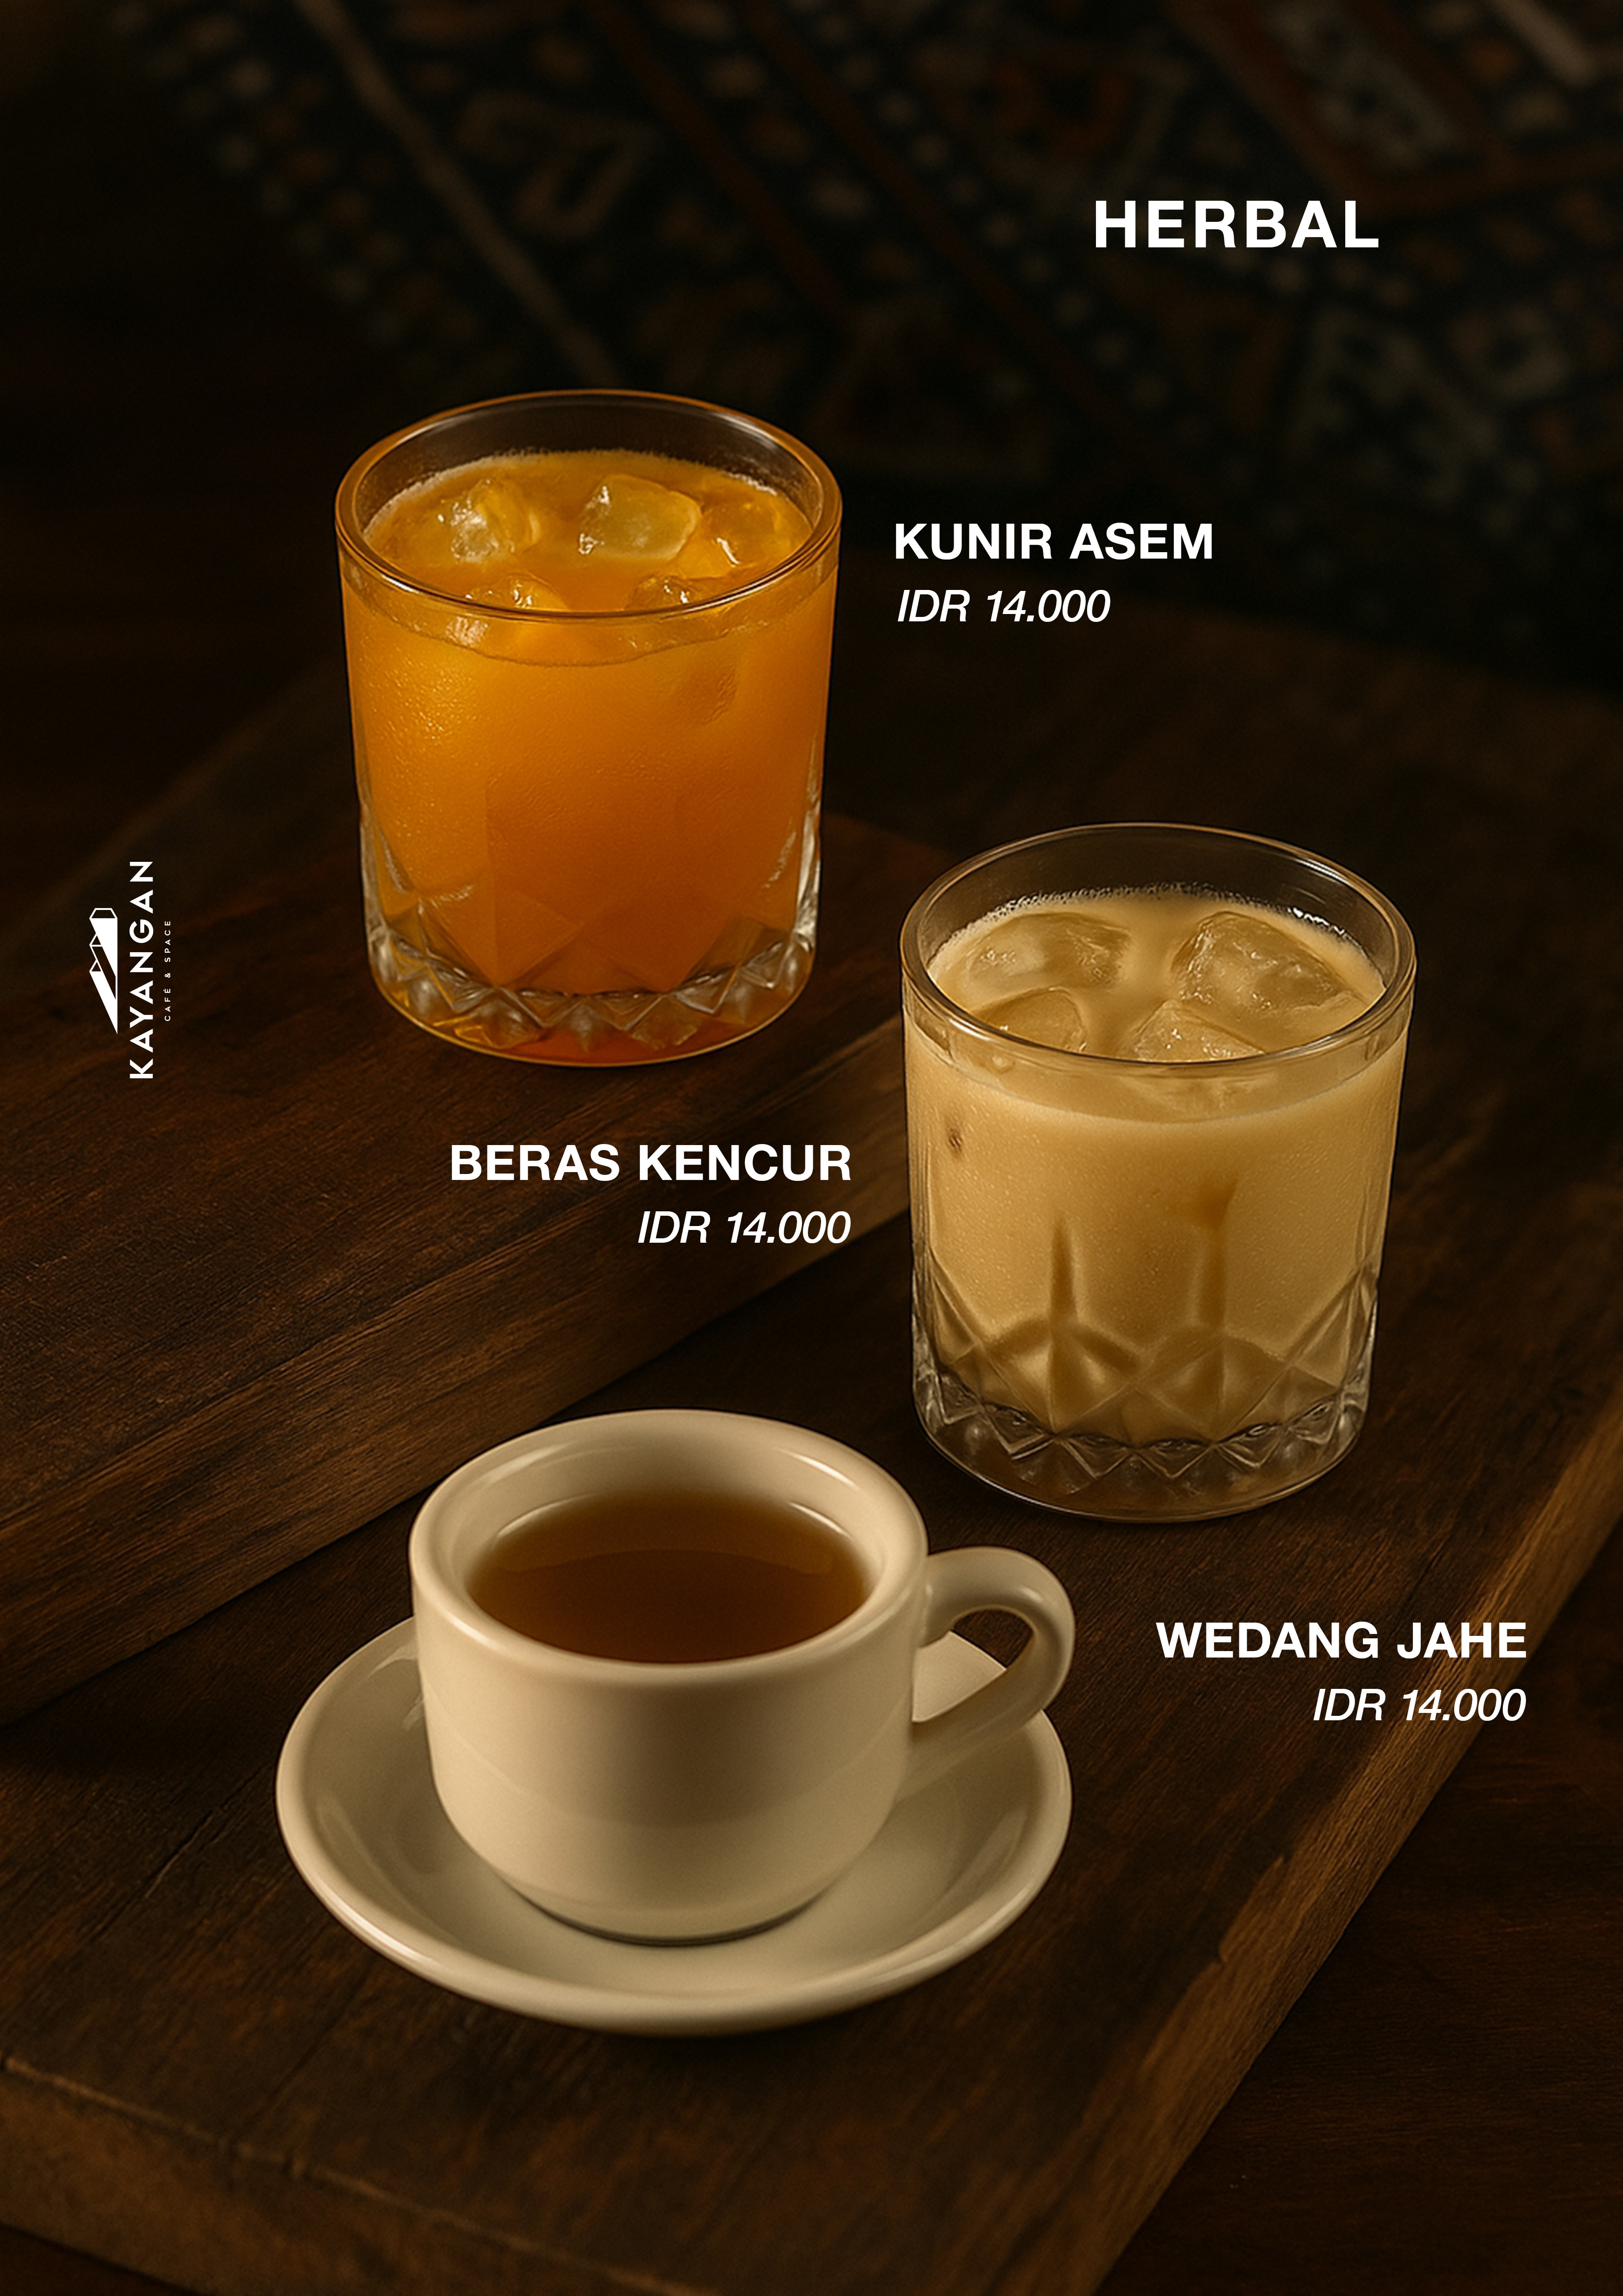 HERBAL
KUNIR ASEM
IDR 14.000
KAYANGAN
CAFÉ & SPACE
BERAS KENCUR
IDR 14.000
WEDANG JAHE
IDR 14.000